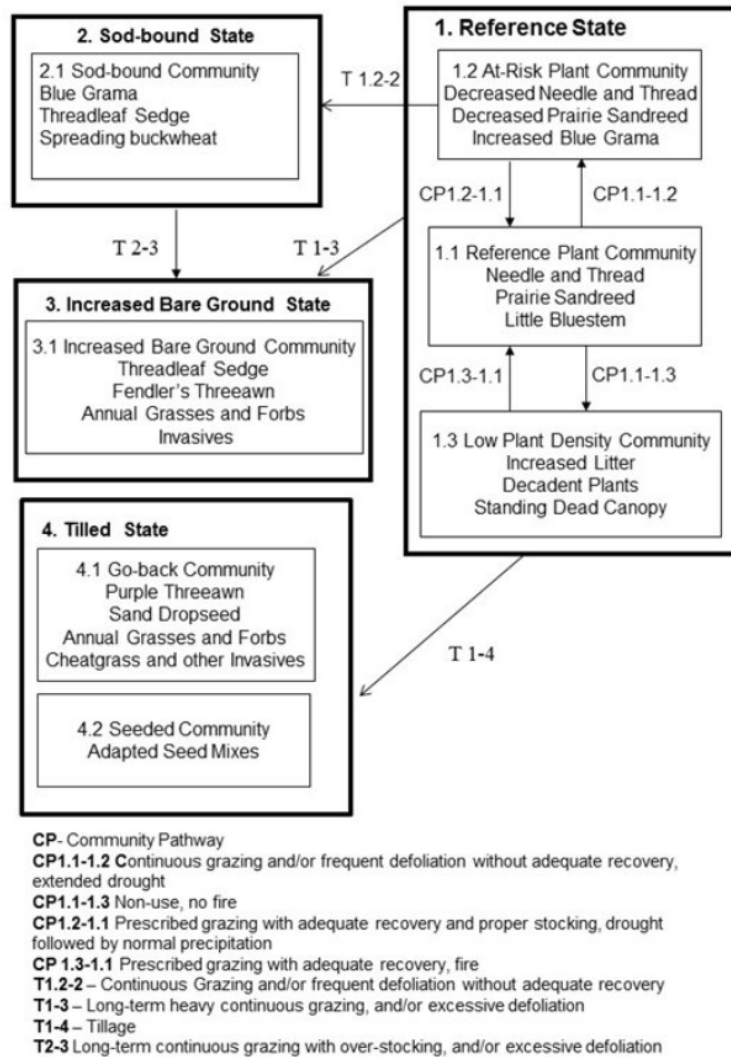 2. Sod-bound State
2.1 Sod-bound Community
Blue Grama
Threadleaf Sedge
Spreading buckwheat
T 1.2-2
1. Reference State
1.2 At-Risk Plant Community
Decreased Needle and Thread
Decreased Prairie Sandreed
Increased Blue Grama
CP1.2-1.1
CP1.1-1.2
1.1 Reference Plant Community
Needle and Thread
Prairie Sandreed
Little Bluestem
CP1.3-1.1
CP1.1-1.3
1.3 Low Plant Density Community
Increased Litter
Decadent Plants
Standing Dead Canopy
T 2-3
T 1-3
3. Increased Bare Ground State
3.1 Increased Bare Ground Community
Threadleaf Sedge
Fendler's Threeawn
Annual Grasses and Forbs
Invasives
4. Tilled State
4.1 Go-back Community
Purple Threeawn
Sand Dropseed
Annual Grasses and Forbs
Cheatgrass and other Invasives
4.2 Seeded Community
Adapted Seed Mixes
T 1-4
CP- Community Pathway
CP1.1-1.2 Continuous grazing and/or frequent defoliation without adequate recovery,
extended drought
CP1.1-1.3 Non-use, no fire
CP1.2-1.1 Prescribed grazing with adequate recovery and proper stocking, drought
followed by normal precipitation
CP 1.3-1.1 Prescribed grazing with adequate recovery, fire
T1.2-2 – Continuous Grazing and/or frequent defoliation without adequate recovery
T1-3 – Long-term heavy continuous grazing, and/or excessive defoliation
T1-4 – Tillage
T2-3 Long-term continuous grazing with over-stocking, and/or excessive defoliation